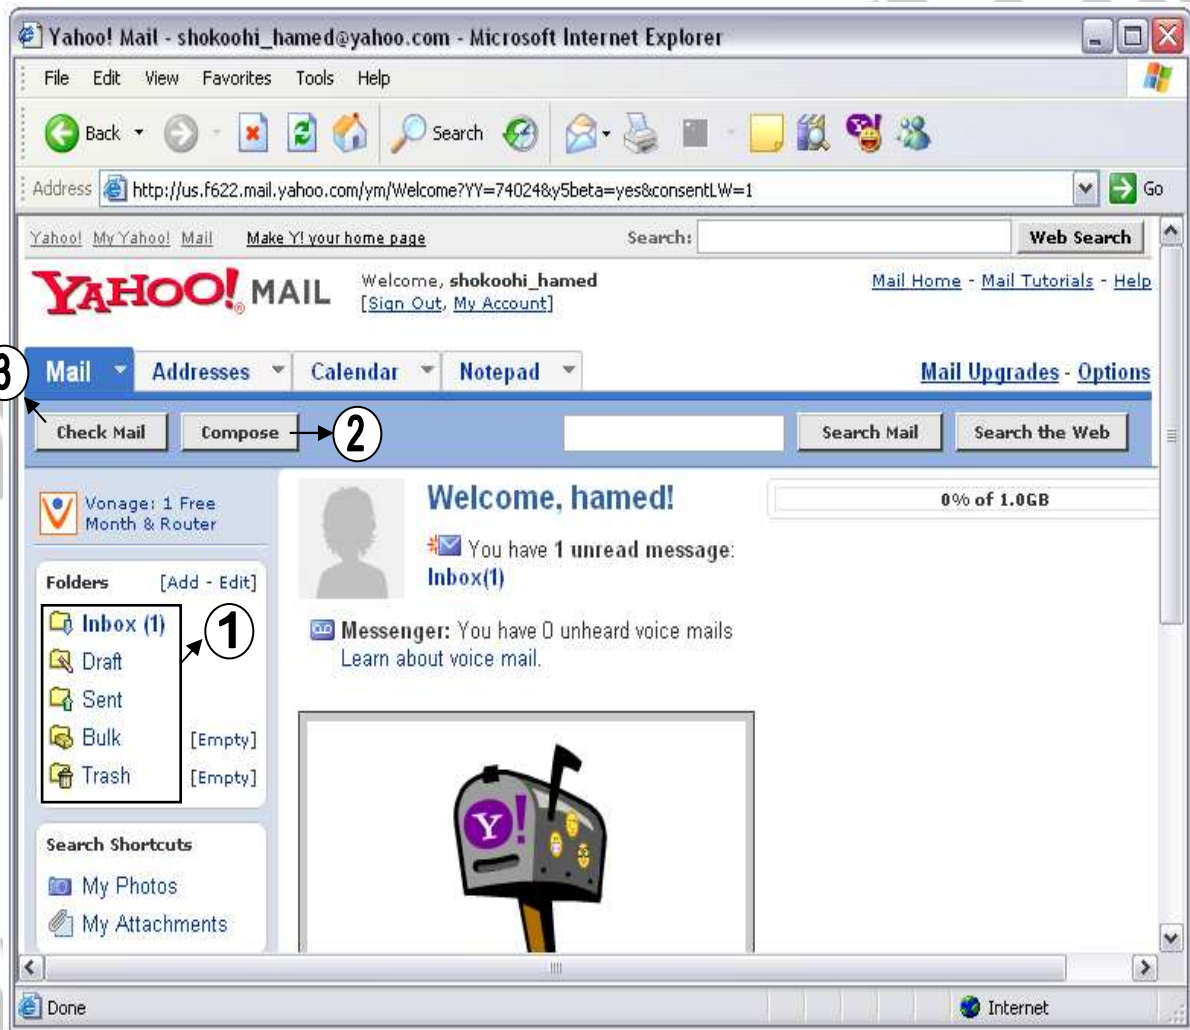 Yahoo! Mail - shokoohi_hamed@yahoo.com - Microsoft Internet Explorer
File Edit View Favorites Tools Help
Back Search
Address http://us.f622.mail.yahoo.com/ym/Welcome?YY=74024&y5beta=yes&consentLW=1 Go
Yahoo! My Yahoo! Mail Make Y! your home page Search: Web Search
YAHOO! MAIL Welcome, shokoohi_hamed Mail Home - Mail Tutorials - Help
[Sign Out, My Account]
3 Mail Addresses Calendar Notepad Mail Upgrades - Options
Check Mail Compose 2 Search Mail Search the Web
Vonage: 1 Free
Month & Router
Welcome, hamed!
0% of 1.0GB
You have 1 unread message:
Inbox(1)
Folders [Add - Edit]
Inbox (1) 1
Draft
Sent
Bulk [Empty]
Trash [Empty]
Messenger: You have 0 unheard voice mails
Learn about voice mail.
Y!
Search Shortcuts
My Photos
My Attachments
Done Internet